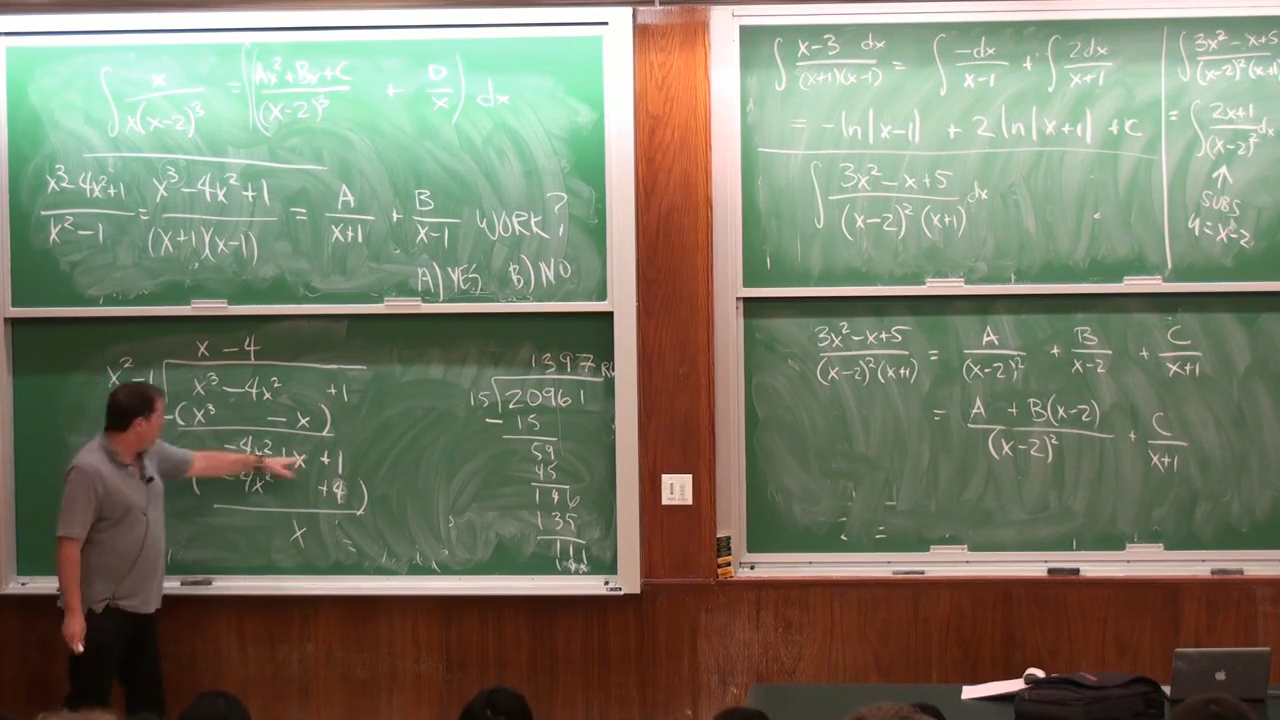 ∫ x/(x(x-2)³) = ∫((Ax²+Bx+C)/(x-2)³ + D/x) dx
(x³-4x²+1)/(x²-1) = (x³-4x²+1)/((x+1)(x-1)) = A/(x+1) + B/(x-1) WORK?
A) YES B) NO
x - 4
x² - 1 x³ - 4x² + 1
-(x³ - x)
-4x² + x + 1
( -4x² + 4 )
x
1397 R
15 20961
- 15
59
45
146
135
111
∫ (x-3 dx)/((x+1)(x-1)) = ∫ -dx/(x-1) + ∫ 2dx/(x+1)
= -ln|x-1| + 2 ln|x+1| + C
∫ (3x²-x+5)/((x-2)²(x+1)) dx
∫ (3x²-x+5)/((x-2)²(x+1)
= ∫ (2x+1)/(x-2)² dx
↑
SUBS
u=x-2
(3x²-x+5)/((x-2)²(x+1)) = A/(x-2)² + B/(x-2) + C/(x+1)
= (A + B(x-2))/(x-2)² + C/(x+1)